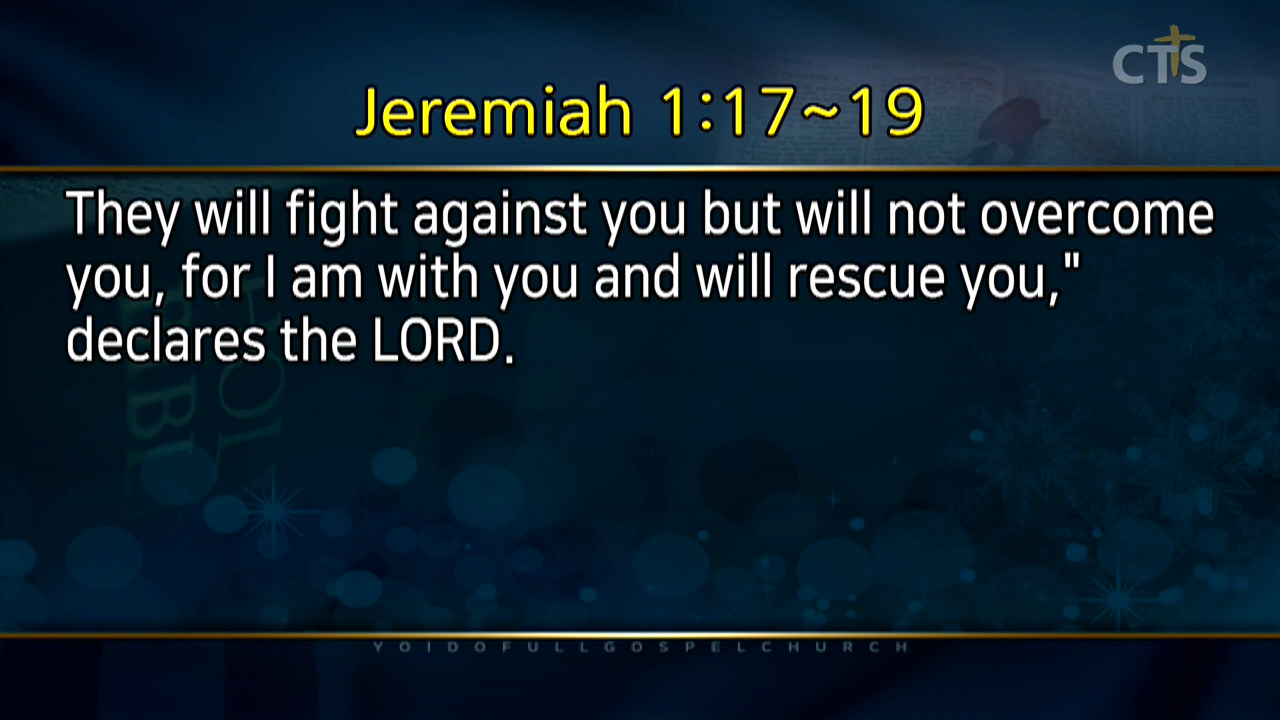 CTS
Jeremiah 1:17~19
They will fight against you but will not overcome
you, for I am with you and will rescue you,"
declares the LORD.
YOIDOFULLGOSPELCHURCH